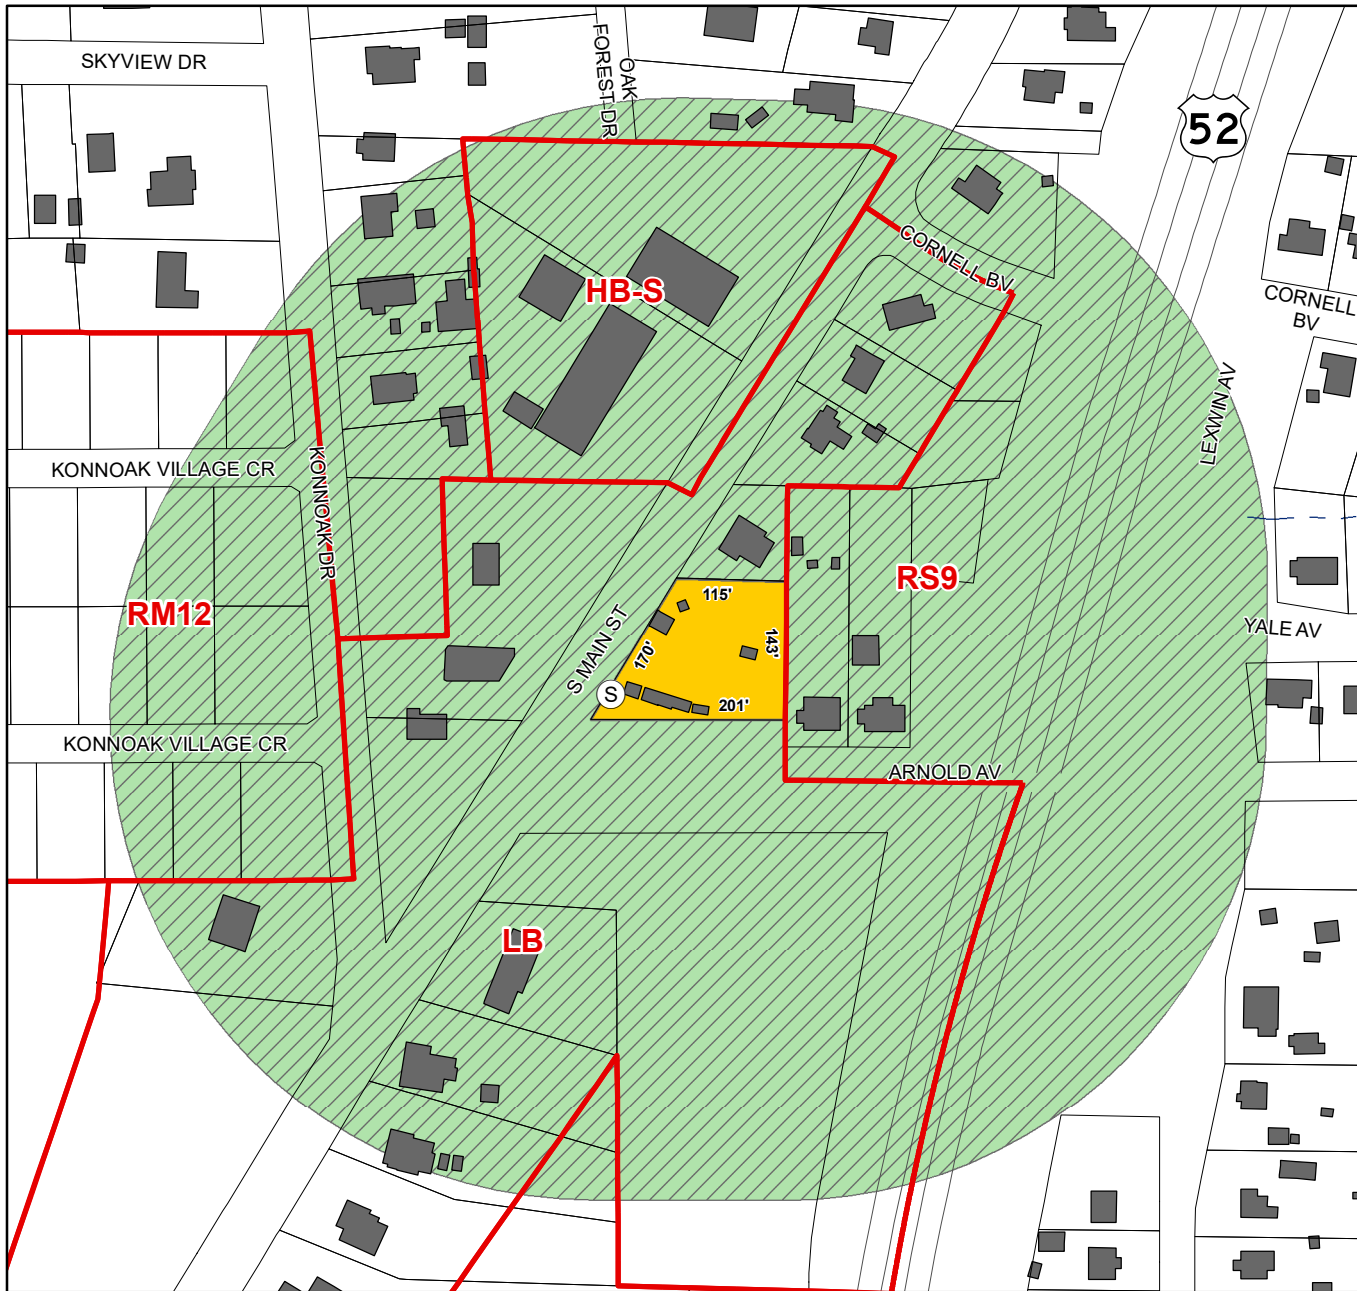 SKYVIEW DR
OAK
FOREST DR
52
CORNELL BV
HB-S
CORNELL
BV
LEXWIN AV
KONNOAK VILLAGE CR
KONNOAK DR
RS9
RM12
115'
143'
170'
S MAIN ST
YALE AV
S
201'
KONNOAK VILLAGE CR
ARNOLD AV
LB